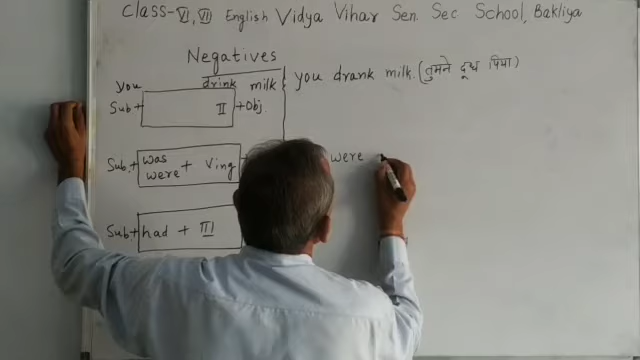 Class-VI, VII English Vidya Vihar Sen. Sec School, Bakliya
Negatives
you drink milk
you drank milk. (तुमने दूध पिया)
Sub + II + Obj.
Sub. + was were + Ving
were
Sub + had + III